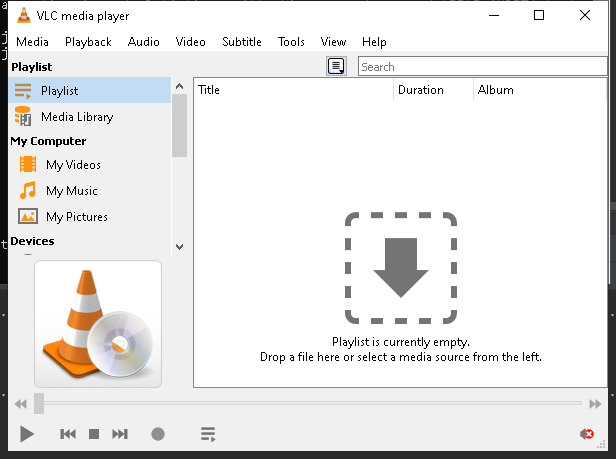 VLC media player
Media Playback Audio Video Subtitle Tools View Help
Playlist
Search
Playlist
Media Library
My Computer
My Videos
My Music
My Pictures
Devices
Title Duration Album
Playlist is currently empty.
Drop a file here or select a media source from the left.